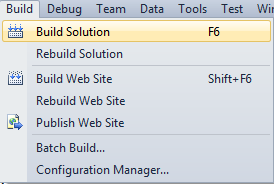 Build Debug Team Data Tools Test
Build Solution F6
Rebuild Solution
Build Web Site Shift+F6
Rebuild Web Site
Publish Web Site
Batch Build...
Configuration Manager...